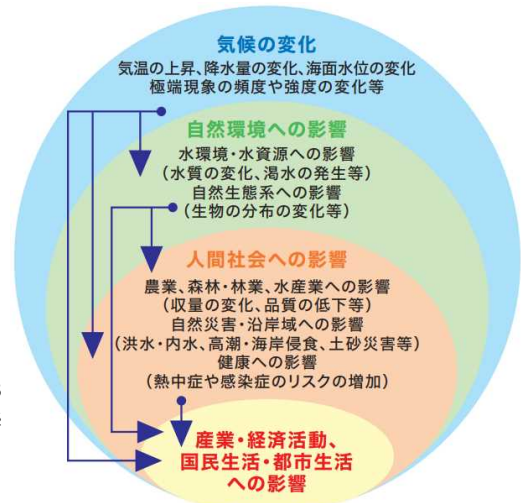 気候の変化
気温の上昇、降水量の変化、海面水位の変化
極端現象の頻度や強度の変化等
自然環境への影響
水環境・水資源への影響
(水質の変化、渇水の発生等)
自然生態系への影響
(生物の分布の変化等)
人間社会への影響
農業、森林・林業、水産業への影響
(収量の変化、品質の低下等)
自然災害・沿岸域への影響
(洪水・内水、高潮・海岸侵食、土砂災害等)
健康への影響
(熱中症や感染症のリスクの増加)
産業・経済活動、
国民生活・都市生活
への影響